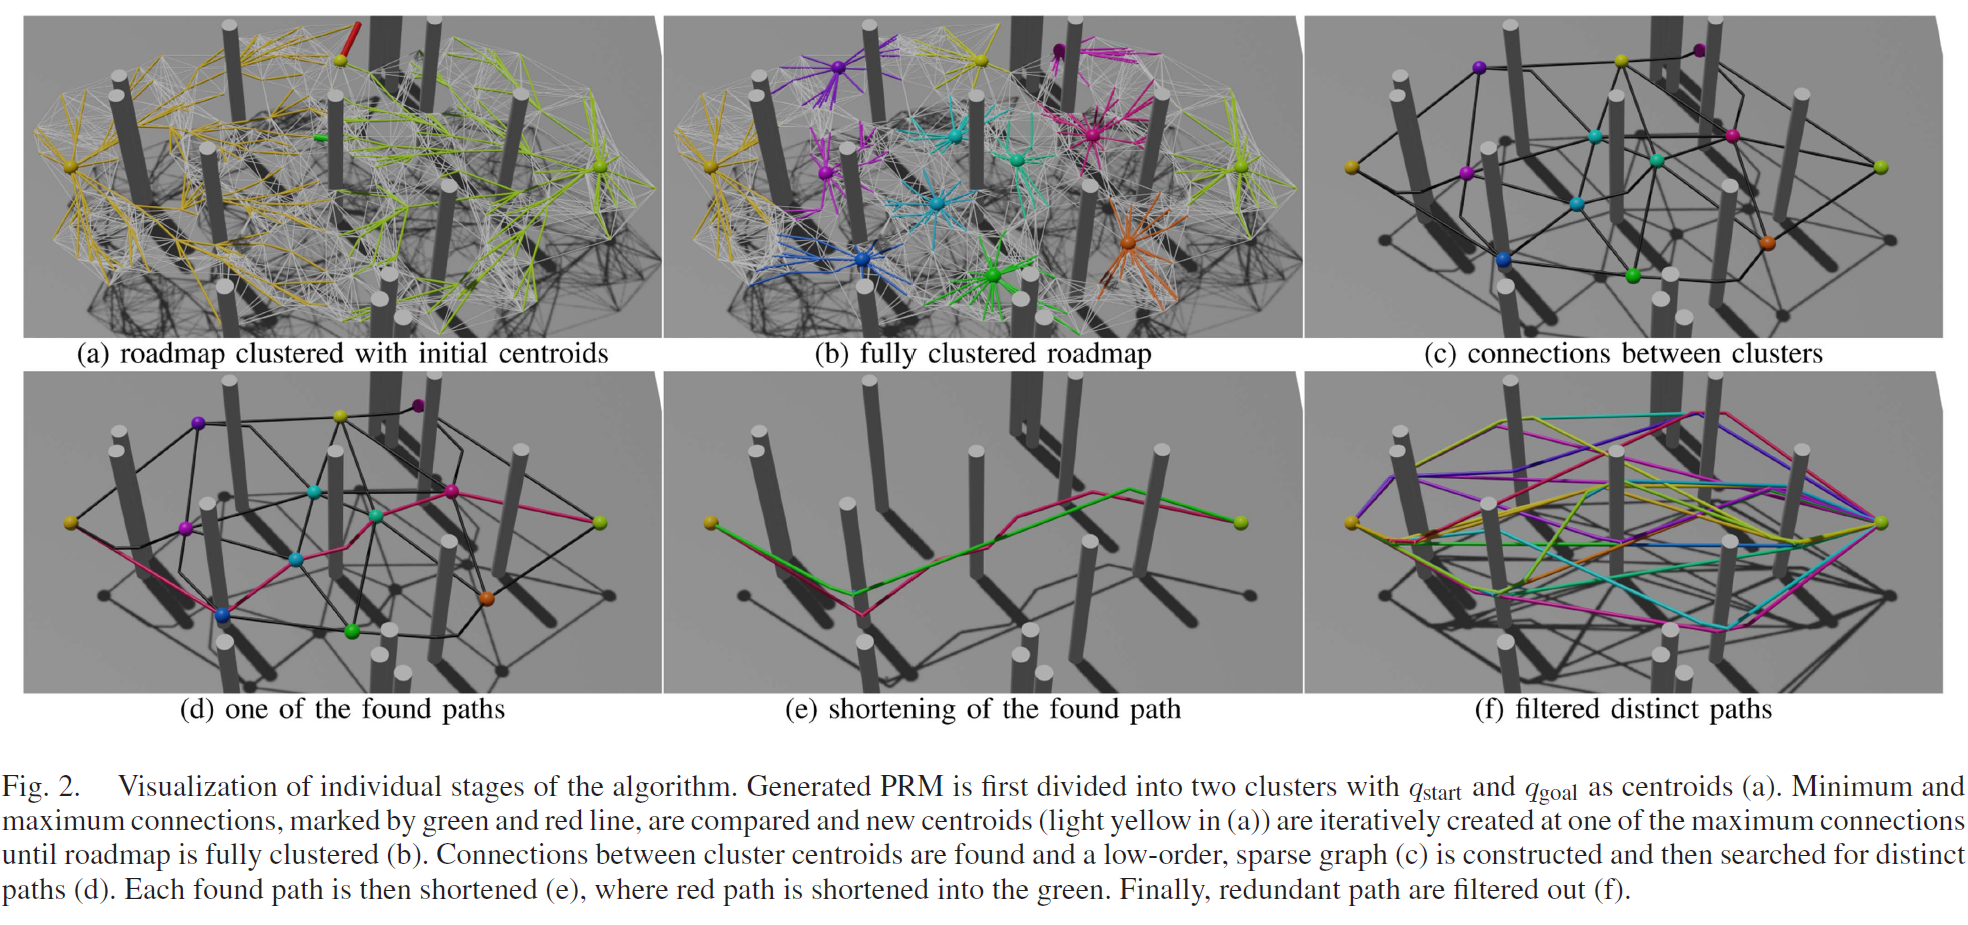 (a) roadmap clustered with initial centroids
(b) fully clustered roadmap
(c) connections between clusters
(d) one of the found paths
(e) shortening of the found path
(f) filtered distinct paths
Fig. 2. Visualization of individual stages of the algorithm. Generated PRM is first divided into two clusters with qstart and qgoal as centroids (a). Minimum and
maximum connections, marked by green and red line, are compared and new centroids (light yellow in (a)) are iteratively created at one of the maximum connections
until roadmap is fully clustered (b). Connections between cluster centroids are found and a low-order, sparse graph (c) is constructed and then searched for distinct
paths (d). Each found path is then shortened (e), where red path is shortened into the green. Finally, redundant path are filtered out (f).